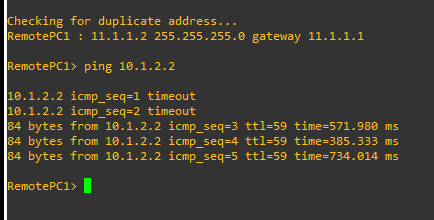 Checking for duplicate address...
RemotePC1 : 11.1.1.2 255.255.255.0 gateway 11.1.1.1
RemotePC1> ping 10.1.2.2
10.1.2.2 icmp_seq=1 timeout
10.1.2.2 icmp_seq=2 timeout
84 bytes from 10.1.2.2 icmp_seq=3 ttl=59 time=571.980 ms
84 bytes from 10.1.2.2 icmp_seq=4 ttl=59 time=385.333 ms
84 bytes from 10.1.2.2 icmp_seq=5 ttl=59 time=734.014 ms
RemotePC1>